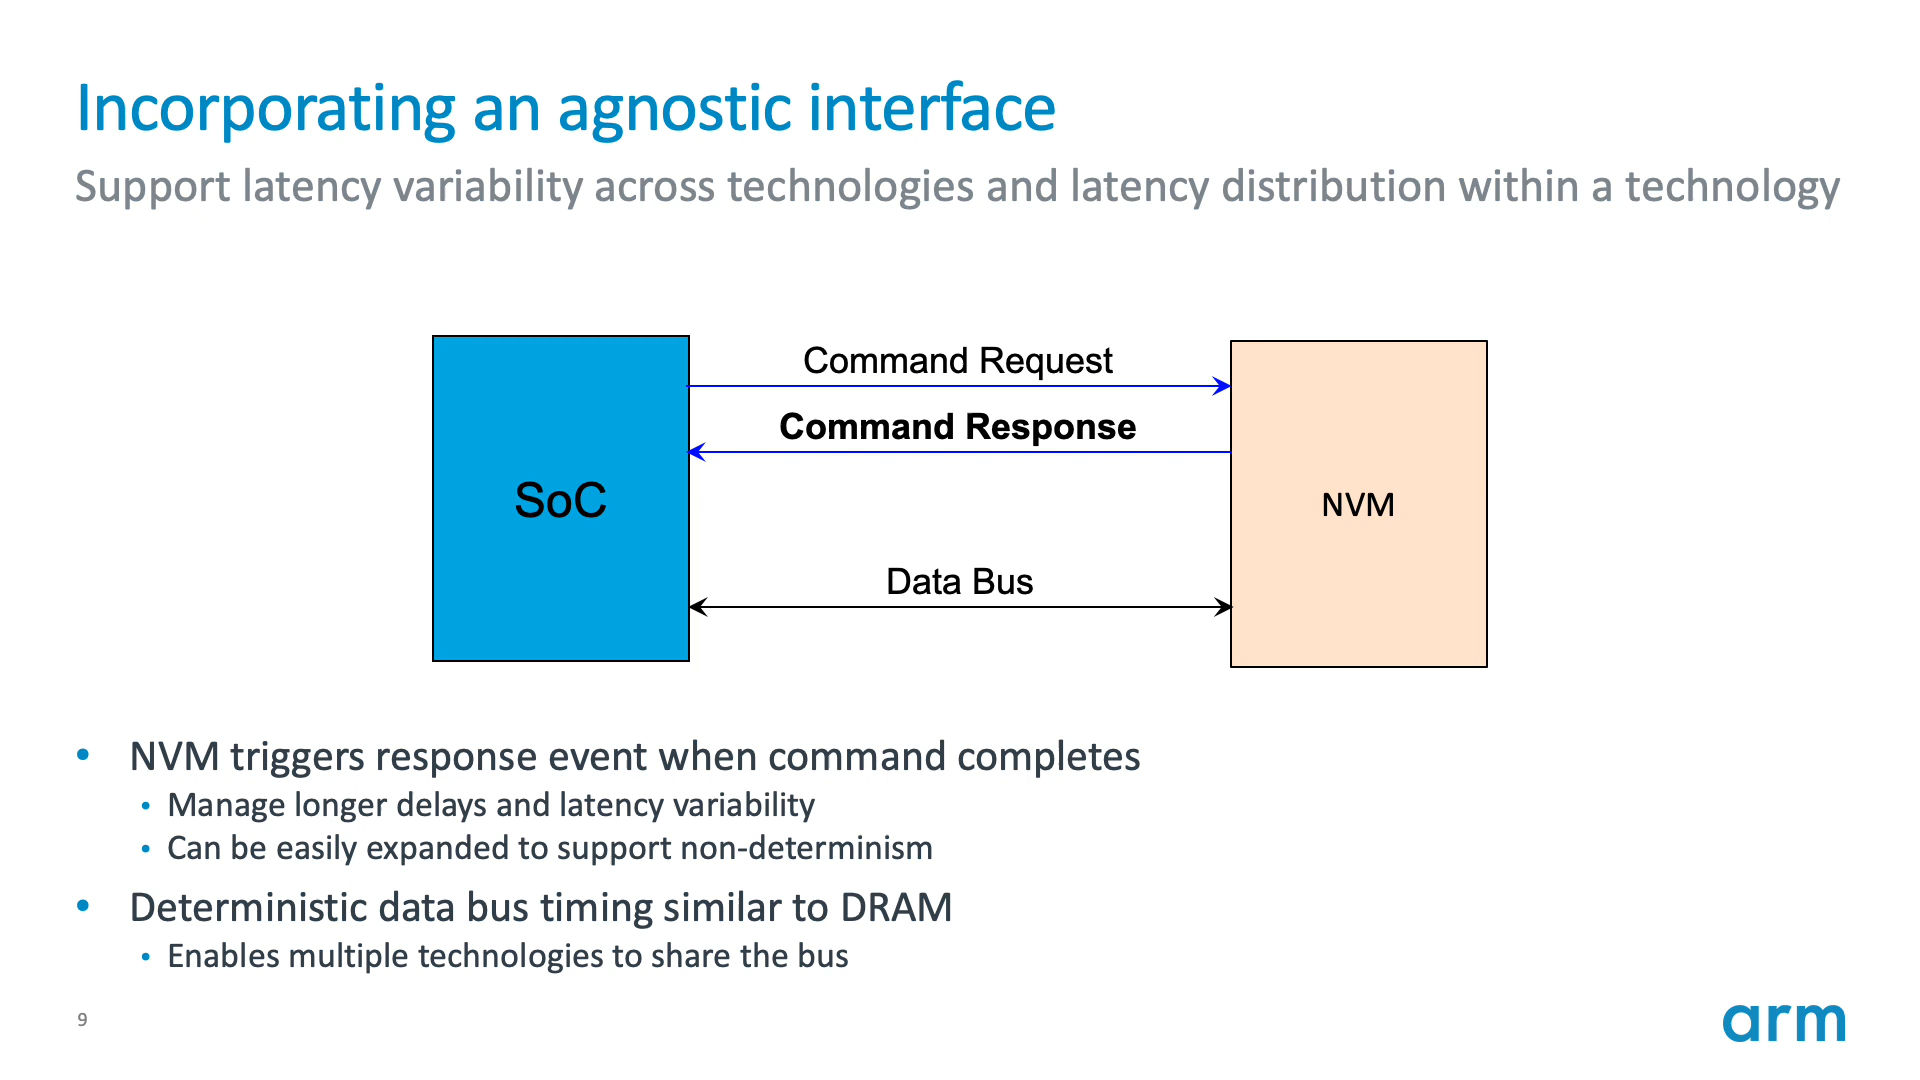 Incorporating an agnostic interface
Support latency variability across technologies and latency distribution within a technology
Command Request
Command Response
SoC
NVM
Data Bus
• NVM triggers response event when command completes
• Manage longer delays and latency variability
• Can be easily expanded to support non-determinism
• Deterministic data bus timing similar to DRAM
• Enables multiple technologies to share the bus
9
arm